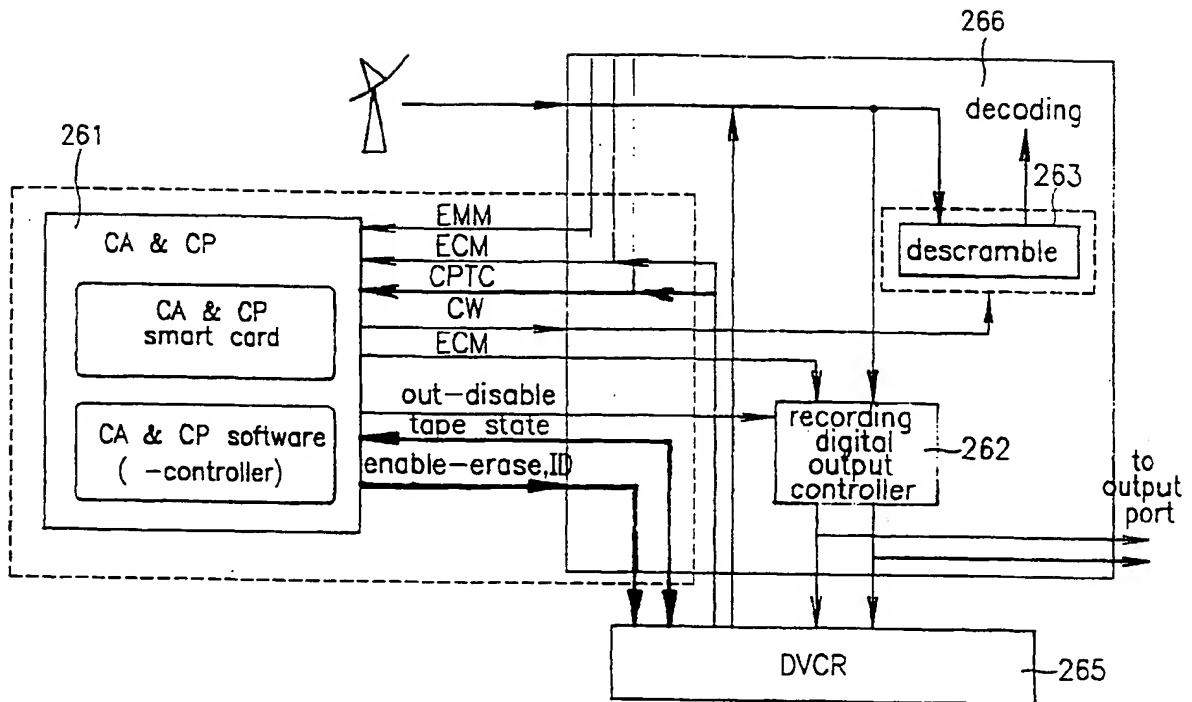 266
decoding
261
263
EMM
CA & CP
ECM
descramble
CPTC
CA & CP
smart card
CW
ECM
out-disable
recording
digital
output
controller
262
tape state
CA & CP software
( -controller)
enable-erase, ID
to
output
port
DVCR
265